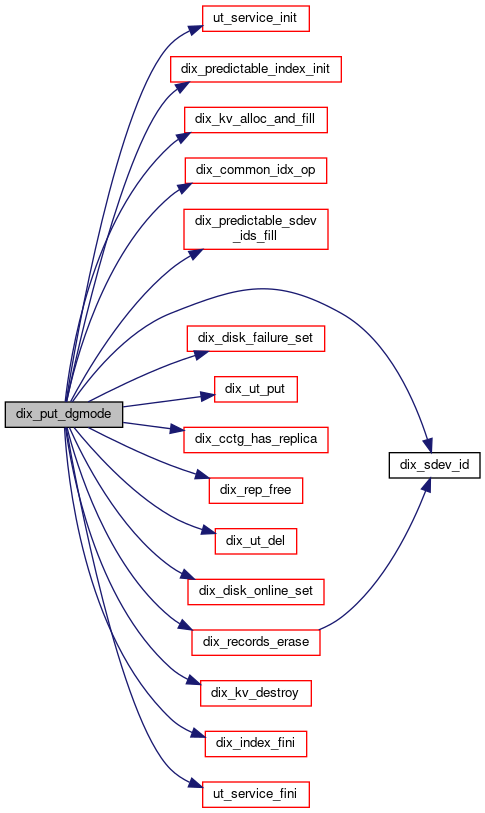 ut_service_init
dix_predictable_index_init
dix_kv_alloc_and_fill
dix_common_idx_op
dix_predictable_sdev
_ids_fill
dix_disk_failure_set
dix_ut_put
dix_put_dgmode
dix_cctg_has_replica
dix_sdev_id
dix_rep_free
dix_ut_del
dix_disk_online_set
dix_records_erase
dix_kv_destroy
dix_index_fini
ut_service_fini